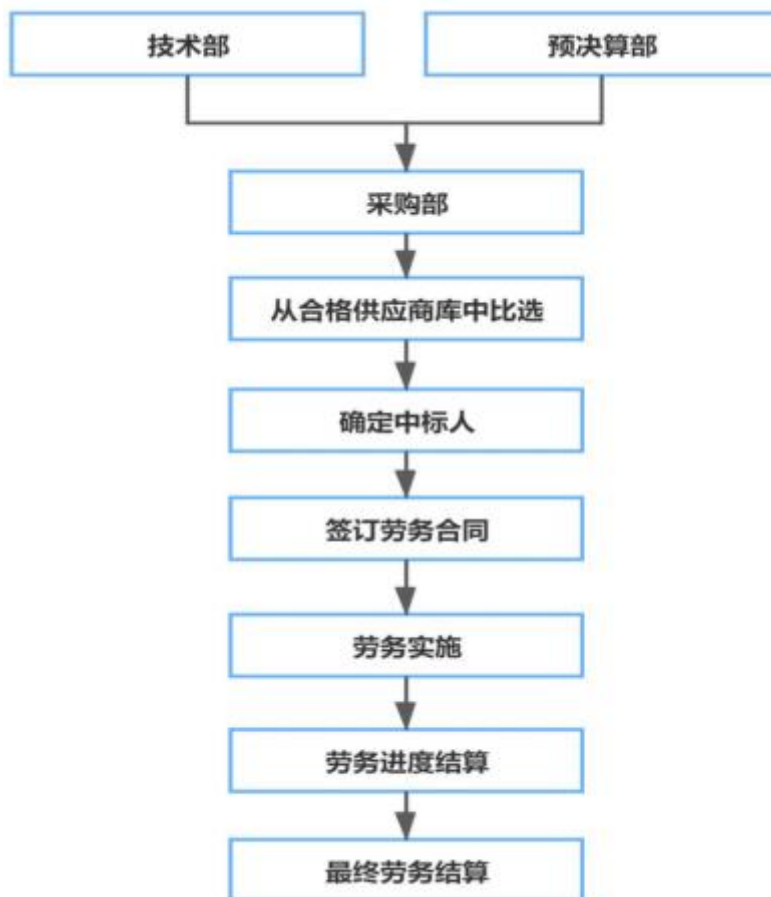 技术部
预决算部
采购部
从合格供应商库中比选
确定中标人
签订劳务合同
劳务实施
劳务进度结算
最终劳务结算